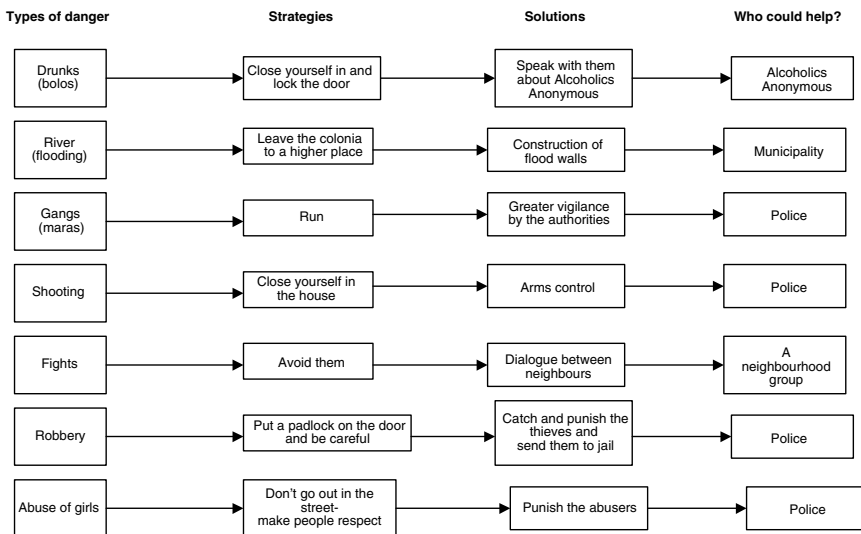 Types of danger
Strategies
Solutions
Who could help?
Drunks
(bolos)
Close yourself in and
lock the door
Speak with them
about Alcoholics
Anonymous
Alcoholics
Anonymous
River
(flooding)
Leave the colonia
to a higher place
Construction of
flood walls
Municipality
Gangs
(maras)
Run
Greater vigilance
by the authorities
Police
Shooting
Close yourself in
the house
Arms control
Police
Fights
Avoid them
Dialogue between
neighbours
A
neighbourhood
group
Robbery
Put a padlock on the door
and be careful
Catch and punish the
thieves and
send them to jail
Police
Abuse of girls
Don't go out in the
street-
make people respect
Punish the abusers
Police